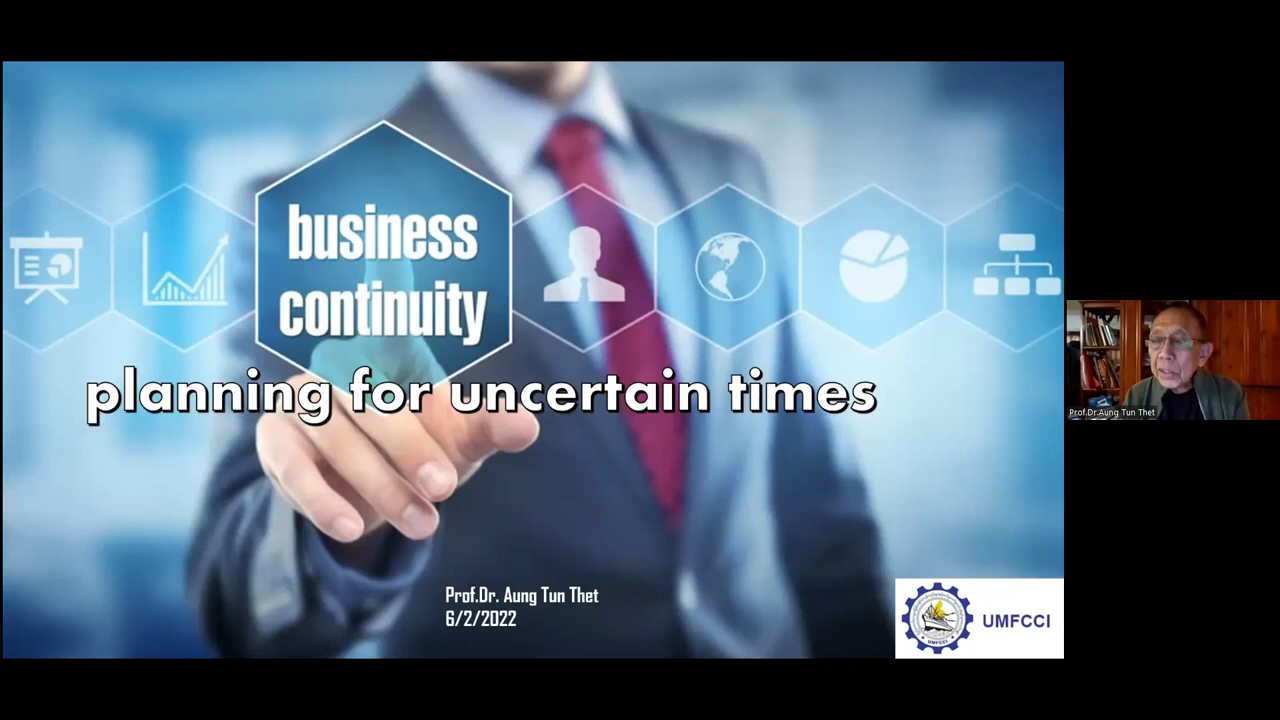 business
continuity
planning for uncertain times
Prof.Dr. Aung Tun Thet
6/2/2022
UMFCCI
UMFCCI
Prof.Dr.Aung Tun Thet